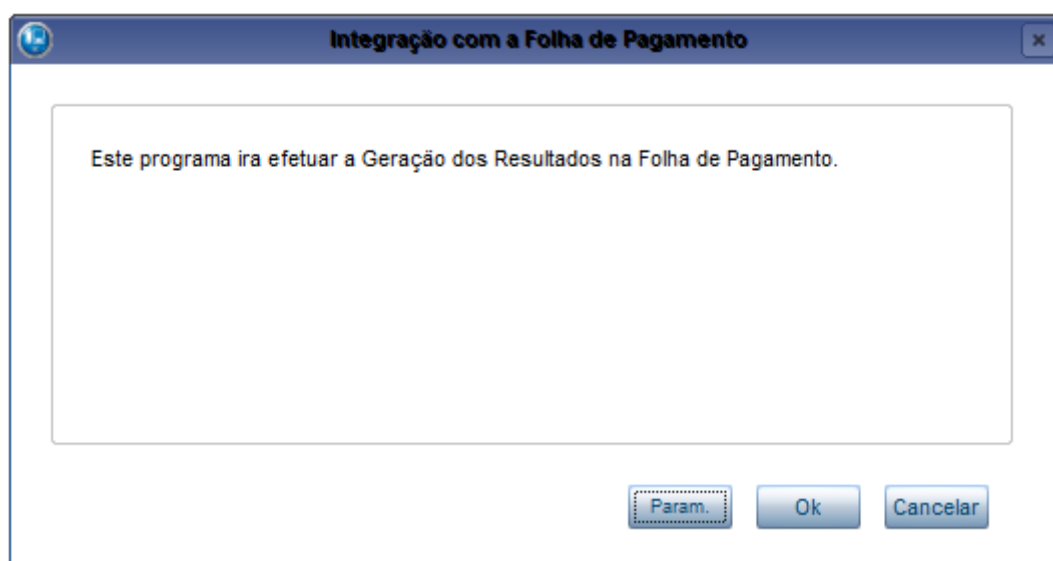 Integração com a Folha de Pagamento
Este programa ira efetuar a Geração dos Resultados na Folha de Pagamento.
Param.
Ok
Cancelar